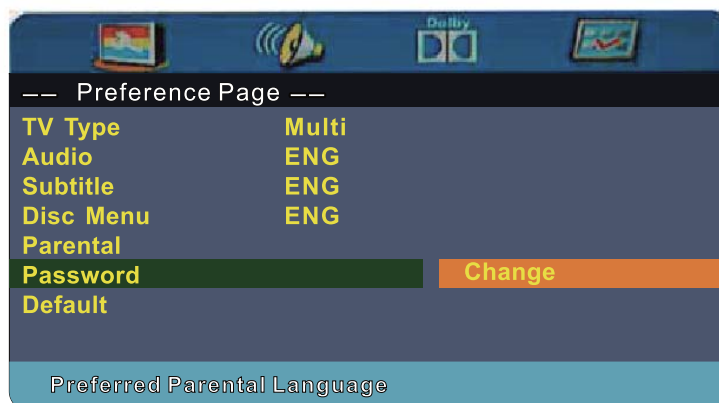 Dolby
–– Preference Page ––
TV Type Multi
Audio ENG
Subtitle ENG
Disc Menu ENG
Parental
Password Change
Default
Preferred Parental Language